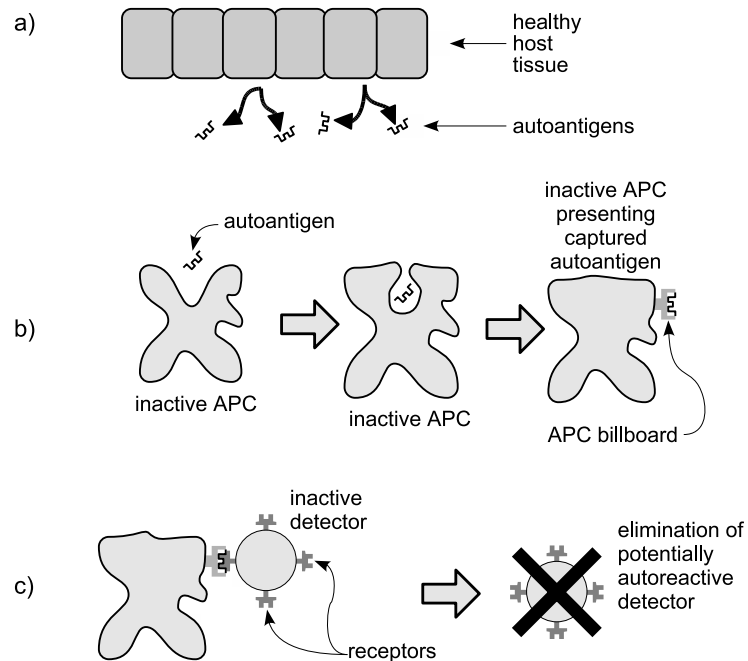 a)
healthy
host
tissue
autoantigens
b)
autoantigen
inactive APC
inactive APC
inactive APC
presenting
captured
autoantigen
APC billboard
c)
inactive
detector
receptors
elimination of
potentially
autoreactive
detector